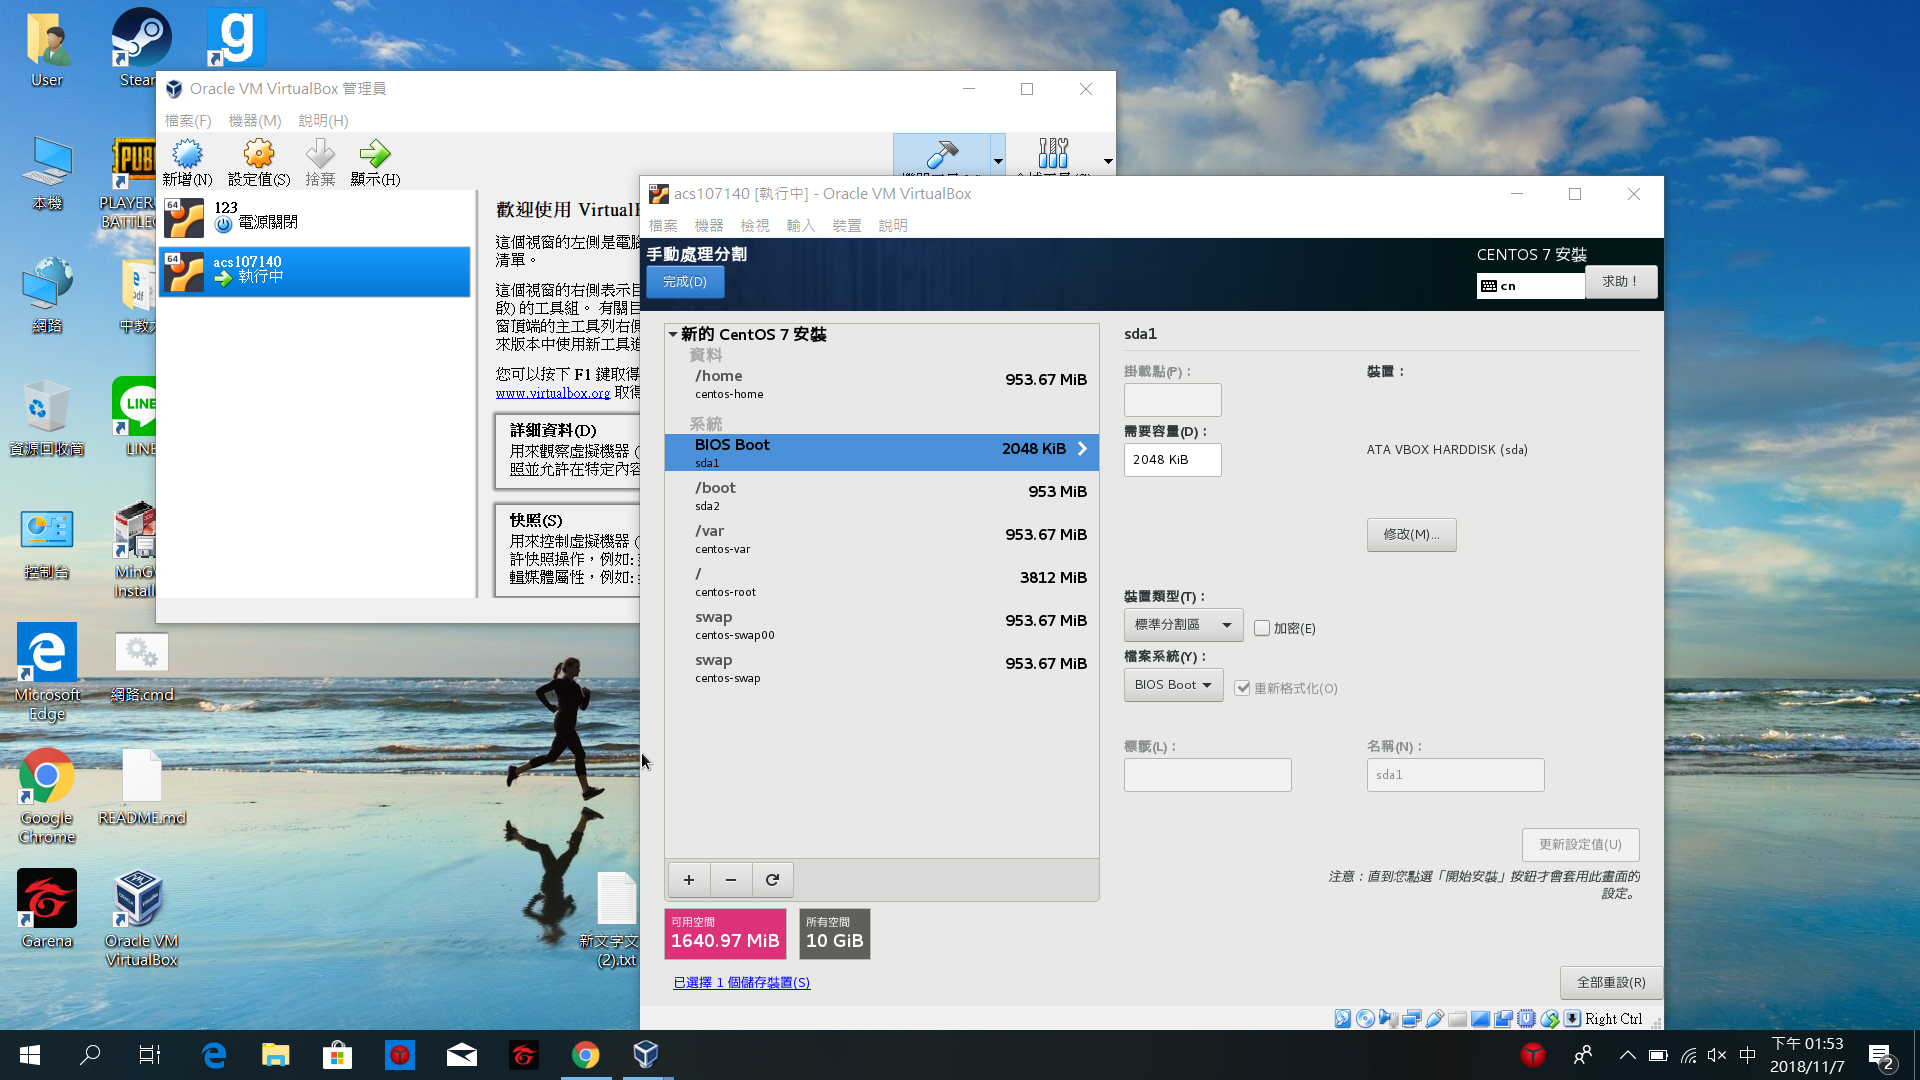 User
Stear
g
本機
PUB
PLAYER
BATTLEG
網路
pdf
中教大
資源回收筒
LINE
LINE
控制台
MinG
Install
Microsoft
Edge
網路.cmd
Google
Chrome
README.md
Garena
Oracle VM
VirtualBox
新文字文
(2).txt
Oracle VM VirtualBox 管理員
檔案(F) 機器(M) 說明(H)
新增(N) 設定值(S) 捨棄 顯示(H)
64 123
電源關閉
64 acs107140
執行中
歡迎使用 VirtualB
這個視窗的左側是電腦
清單。
這個視窗的右側表示目
啟) 的工具組。 有關目
窗頂端的主工具列右側
來版本中使用新工具進
您可以按下 F1 鍵取得
www.virtualbox.org 取得
詳細資料(D)
用來觀察虛擬機器 (
照並允許在特定內容
快照(S)
用來控制虛擬機器 (
許快照操作，例如:
輯媒體屬性，例如:
acs107140 [執行中] - Oracle VM VirtualBox
檔案 機器 檢視 輸入 裝置 說明
手動處理分割
完成(D)
CENTOS 7 安裝
cn
求助！
新的 CentOS 7 安裝
資料
/home 953.67 MiB
centos-home
系統
BIOS Boot 2048 KiB
sda1
/boot 953 MiB
sda2
/var 953.67 MiB
centos-var
/ 3812 MiB
centos-root
swap 953.67 MiB
centos-swap00
swap 953.67 MiB
centos-swap
+ −
可用空間
1640.97 MiB
所有空間
10 GiB
已選擇 1 個儲存裝置(S)
sda1
掛載點(P)：
裝置：
需要容量(D)：
2048 KiB
ATA VBOX HARDDISK (sda)
修改(M)...
裝置類型(T)：
標準分割區
加密(E)
檔案系統(Y)：
BIOS Boot
重新格式化(O)
標籤(L)：
名稱(N)：
sda1
更新設定值(U)
注意：直到您點選「開始安裝」按鈕才會套用此畫面的
設定。
全部重設(R)
Right Ctrl
中
下午 01:53
2018/11/7
2